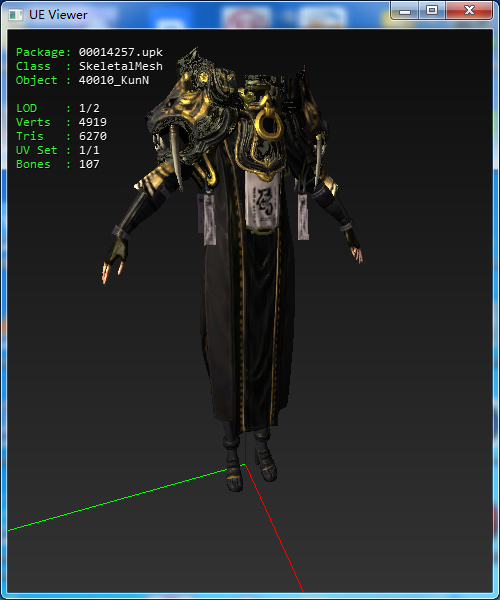 UE Viewer
Package: 00014257.upk
Class : SkeletalMesh
Object : 40010_KunN
LOD : 1/2
Verts : 4919
Tris : 6270
UV Set : 1/1
Bones : 107